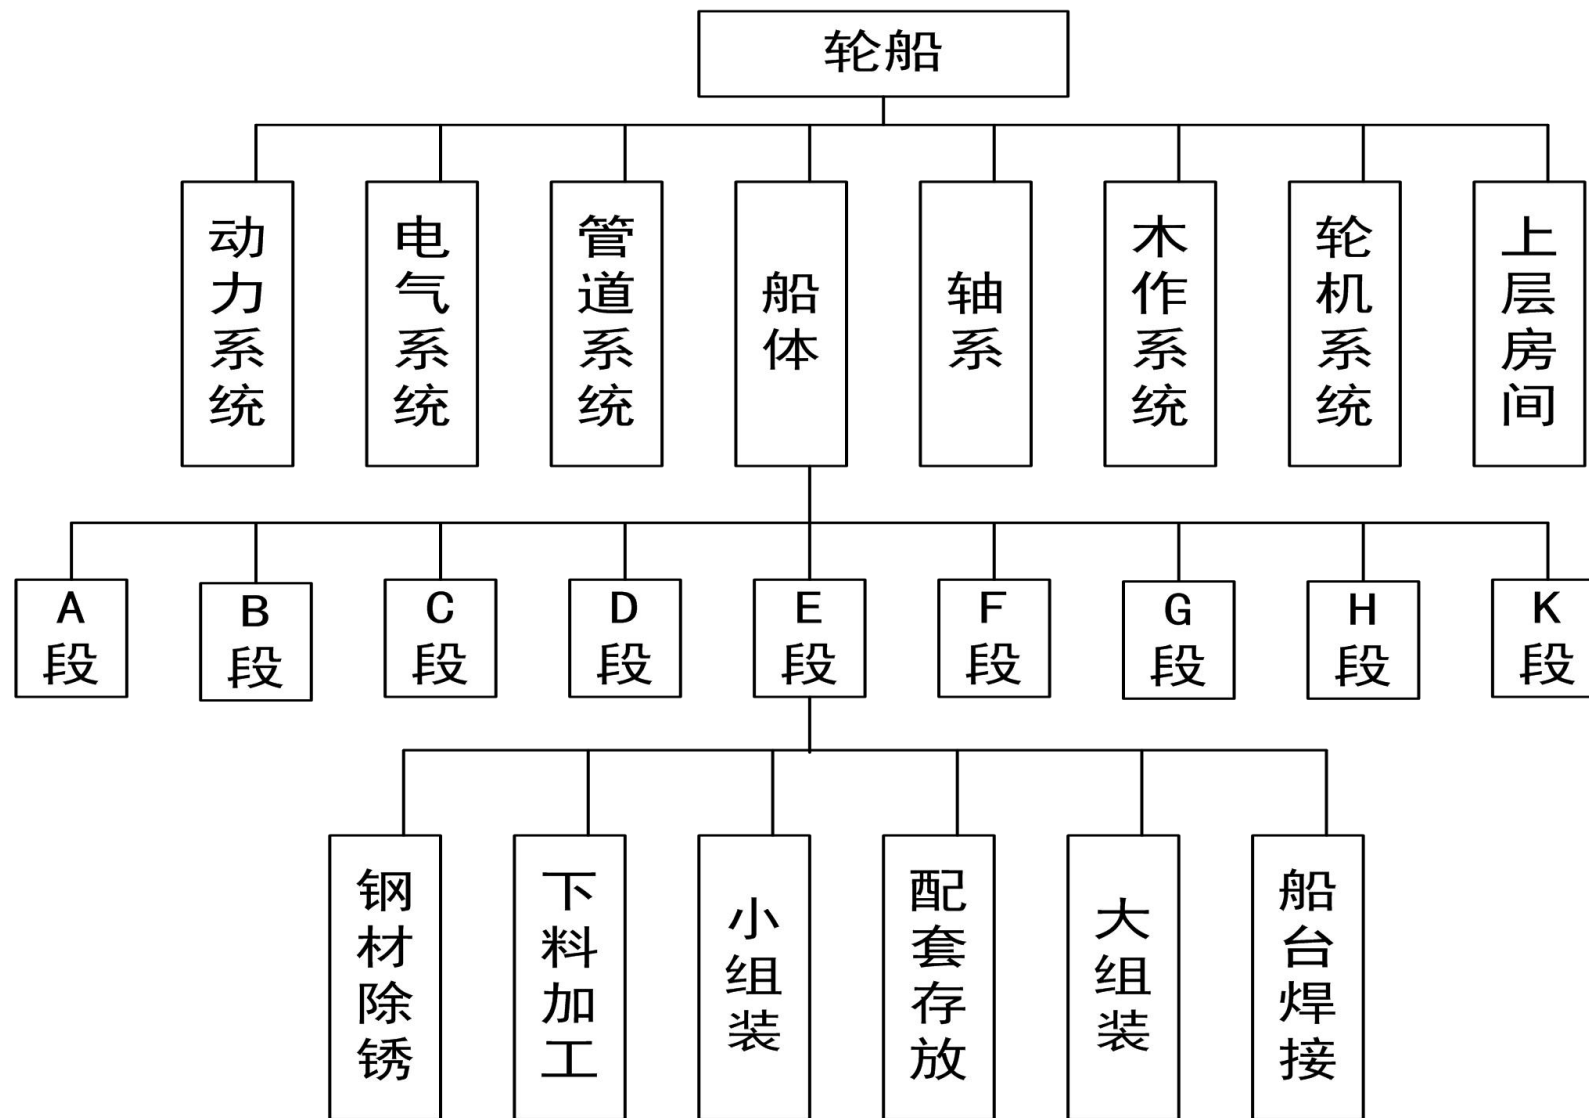 轮船
动力系统
电气系统
管道系统
船体
轴系
木作系统
轮机系统
上层房间
A段
B段
C段
D段
E段
F段
G段
H段
K段
钢材除锈
下料加工
小组装
配套存放
大组装
船台焊接